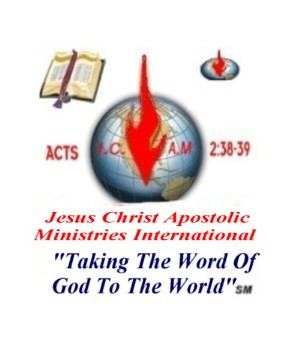 ACTS J.C. A.M 2:38-39
Jesus Christ Apostolic
Ministries International
"Taking The Word Of
God To The World" SM